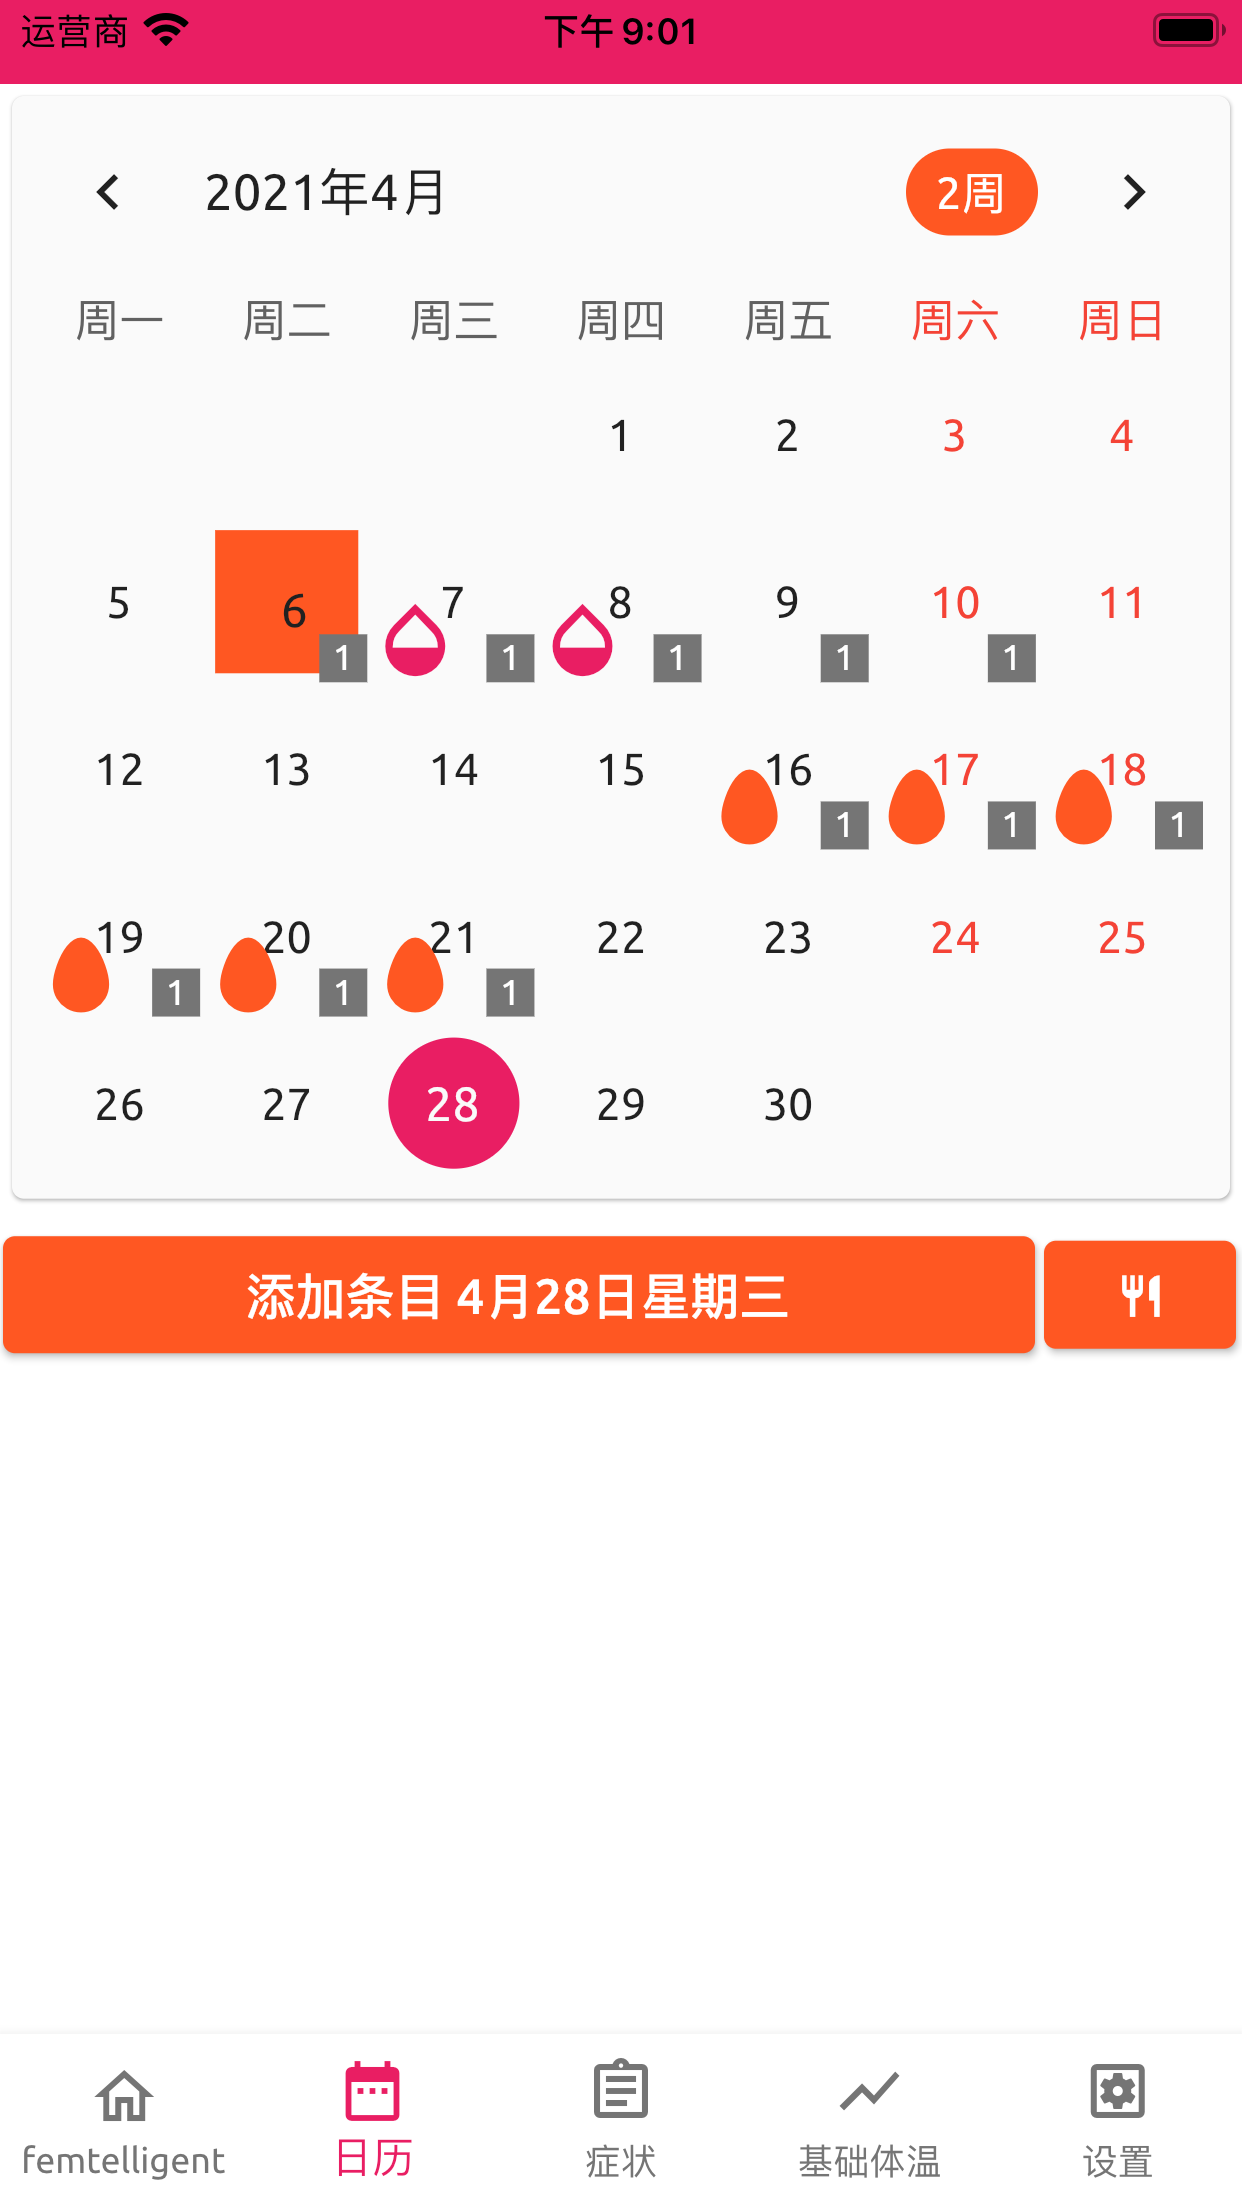 运营商 下午 9:01
2021年4月 2周
周一 周二 周三 周四 周五 周六 周日
1 2 3 4
5 6 7 8 9 10 11
1 1 1 1 1
12 13 14 15 16 17 18
1 1 1
19 20 21 22 23 24 25
1 1 1
26 27 28 29 30
添加条目 4月28日星期三
femtelligent 日历 症状 基础体温 设置